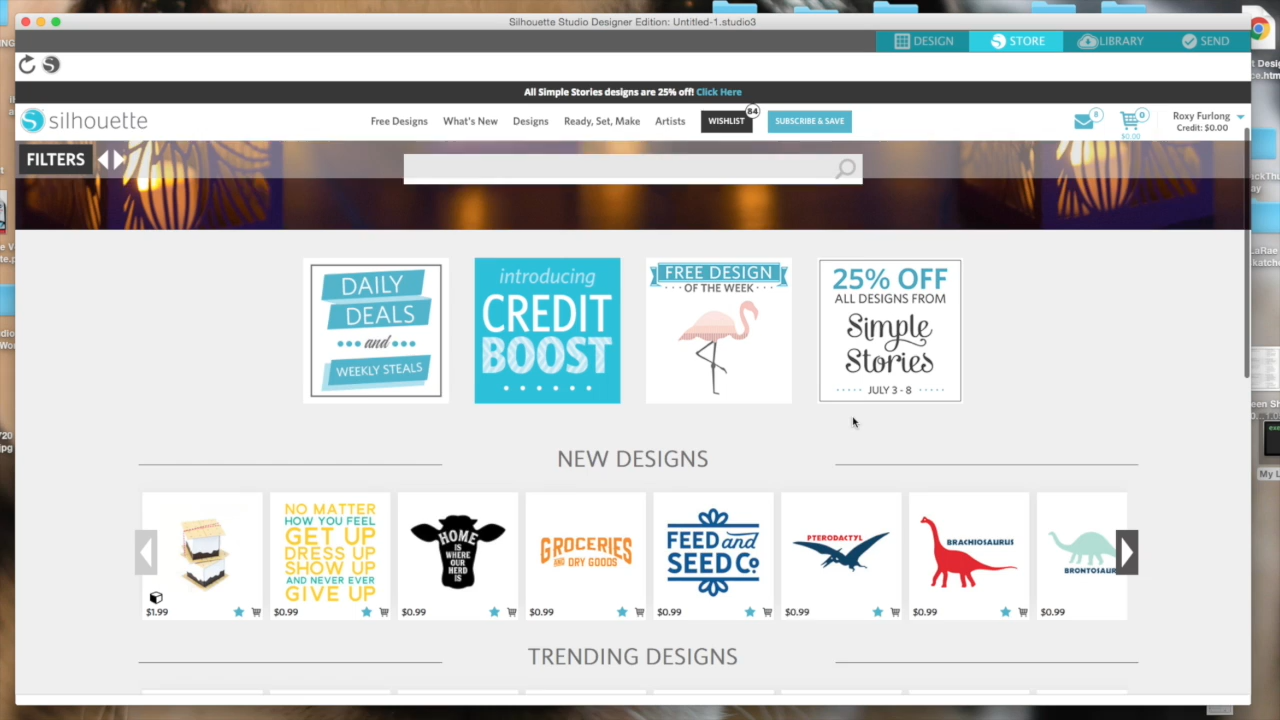 Silhouette Studio Designer Edition: Untitled-1.studio3
DESIGN
STORE
LIBRARY
SEND
All Simple Stories designs are 25% off! Click Here
silhouette
Free Designs
What's New
Designs
Ready, Set, Make
Artists
WISHLIST
84
SUBSCRIBE & SAVE
8
0
$0.00
Roxy Furlong
Credit: $0.00
FILTERS
DAILY
DEALS
and
WEEKLY STEALS
introducing
CREDIT
BOOST
FREE DESIGN
OF THE WEEK
25% OFF
ALL DESIGNS FROM
Simple
Stories
JULY 3 - 8
NEW DESIGNS
$1.99
NO MATTER
HOW YOU FEEL
GET UP
DRESS UP
SHOW UP
AND NEVER EVER
GIVE UP
$0.99
HOME
IS
WHERE
OUR
HERD
IS
$0.99
GROCERIES
AND DRY GOODS
$0.99
FEED and
SEED Co
$0.99
PTERODACTYL
$0.99
BRACHIOSAURUS
$0.99
BRONTOSAUR
$0.99
TRENDING DESIGNS